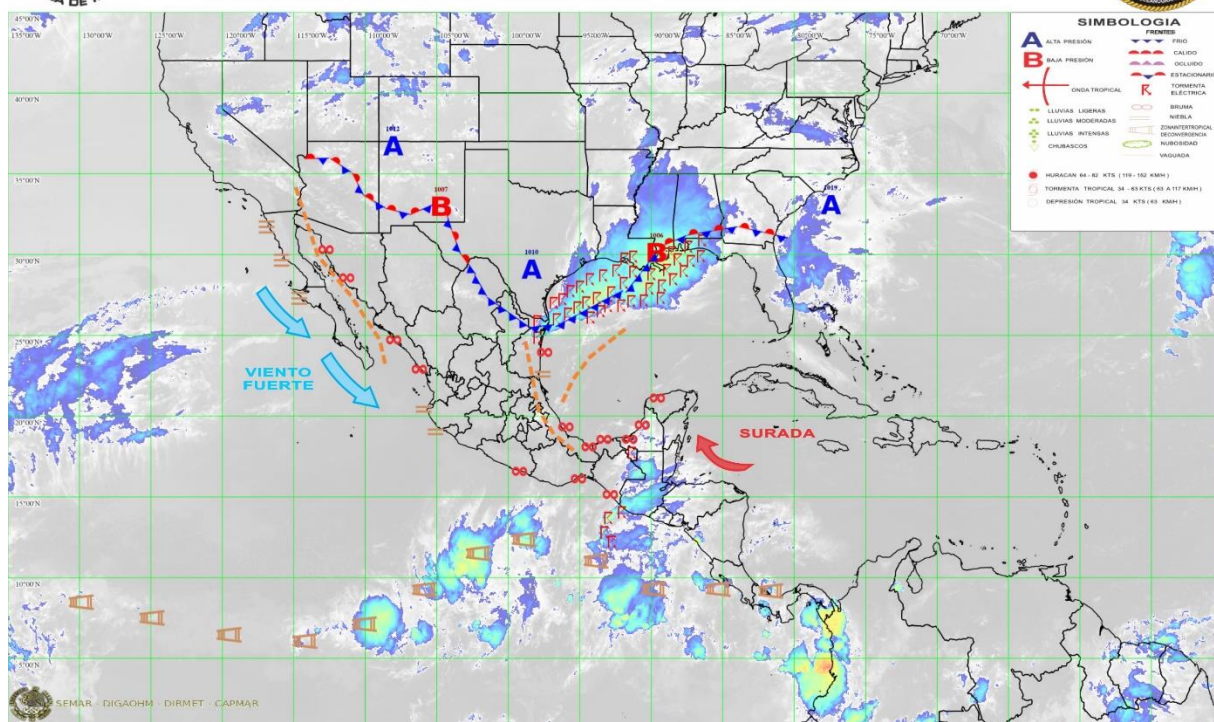 A DE M
SIMBOLOGIA
FRENTES
A ALTA PRESIÓN
FRIO
B BAJA PRESIÓN
CALIDO
OCLUIDO
ESTACIONARIO
ONDA TROPICAL
TORMENTA
ELÉCTRICA
LLUVIAS LIGERAS
BRUMA
LLUVIAS MODERADAS
NIEBLA
LLUVIAS INTENSAS
ZONA INTERTROPICAL
DE CONVERGENCIA
CHUBASCOS
NUBOSIDAD
VAGUADA
HURACAN 64 - 82 KTS ( 119 - 152 KM/H )
TORMENTA TROPICAL 34 - 63 KTS ( 63 A 117 KM/H )
DEPRESIÓN TROPICAL 34 KTS ( 63 KM/H )
135°00'W 130°00'W 125°00'W 120°00'W 115°00'W 110°00'W 105°00'W 100°00'W 95°00'W 90°00'W 85°00'W 80°00'W 75°00'W 70°00'W
40°00'N
1012
A
35°00'N
1007
B
1019
A
30°00'N
1010
A
1006
B
25°00'N
VIENTO
FUERTE
20°00'N
SURADA
15°00'N
10°00'N
5°00'N
SEMAR - DIGAOHM - DIRMET - CAPMAR